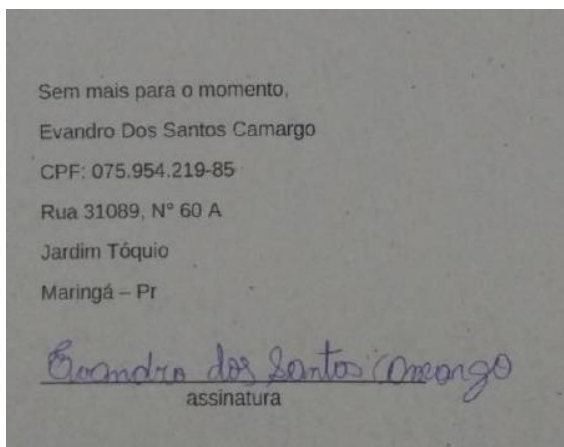 Sem mais para o momento,
Evandro Dos Santos Camargo
CPF: 075.954.219-85
Rua 31089, N° 60 A
Jardim Tóquio
Maringá – Pr
Evandro dos Santos Camargo
assinatura